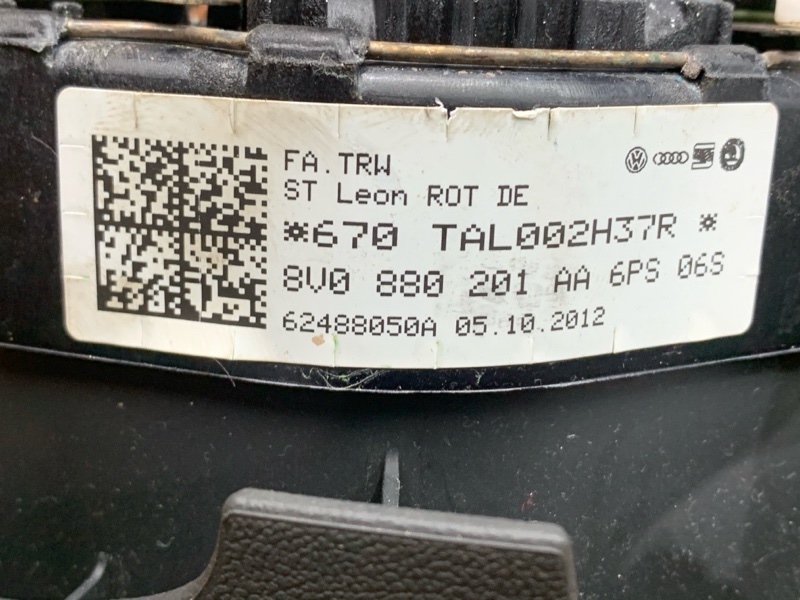 FA.TRW
ST Leon ROT DE
*670 TAL002H37R *
8V0 880 201 AA 6PS 06S
62488050A 05.10.2012